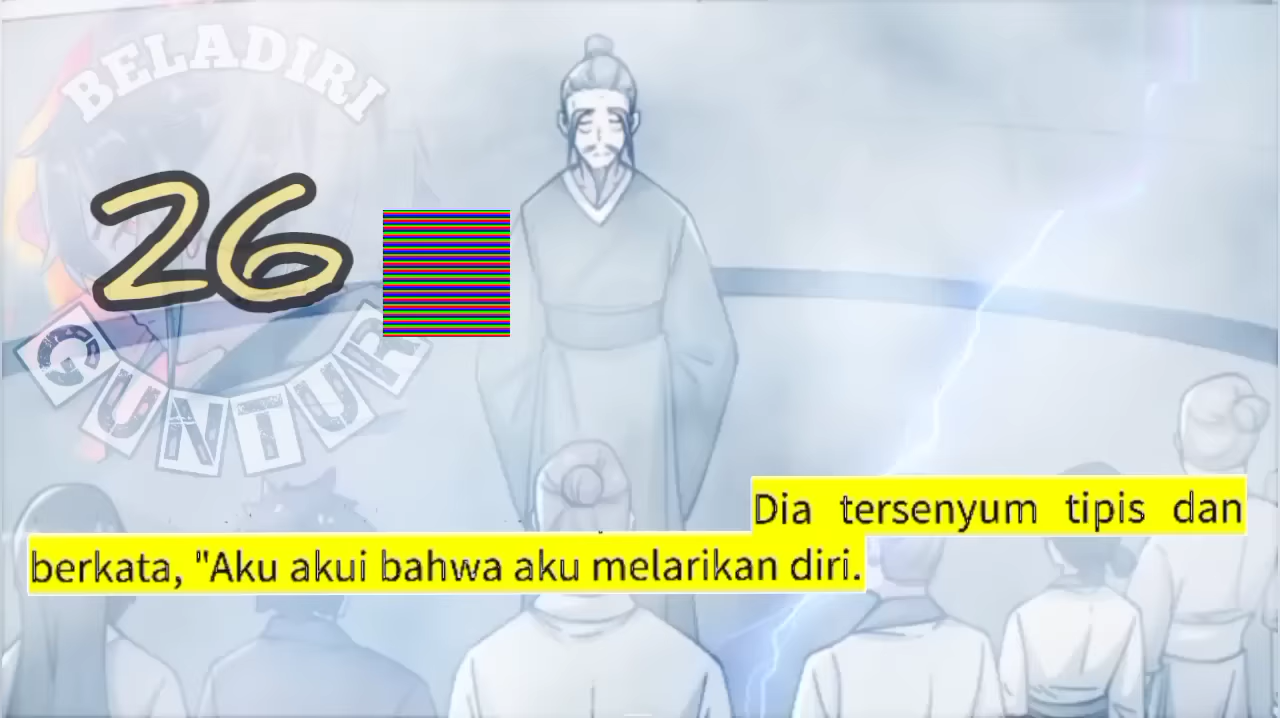 BELADIRI
26
GUNTUR
Dia tersenyum tipis dan
berkata, "Aku akui bahwa aku melarikan diri.